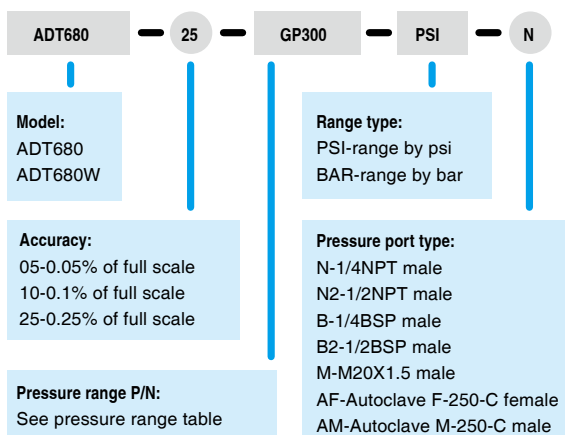 ADT680 25 GP300 PSI N
Model:
ADT680
ADT680W
Accuracy:
05-0.05% of full scale
10-0.1% of full scale
25-0.25% of full scale
Pressure range P/N:
See pressure range table
Range type:
PSI-range by psi
BAR-range by bar
Pressure port type:
N-1/4NPT male
N2-1/2NPT male
B-1/4BSP male
B2-1/2BSP male
M-M20X1.5 male
AF-Autoclave F-250-C female
AM-Autoclave M-250-C male